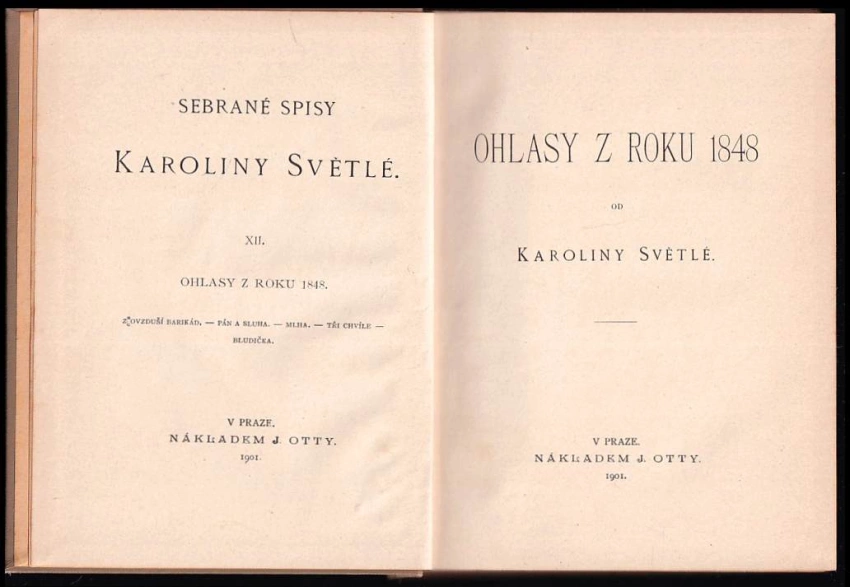 SEBRANÉ SPISY
KAROLINY SVĚTLÉ.
XII.
OHLASY Z ROKU 1848.
Z OVZDUŠÍ BARIKÁD. — PÁN A SLUHA. — MLHA. — TŘI CHVÍLE —
BLUDIČKA.
V PRAZE.
NÁKLADEM J. OTTY.
1901.
OHLASY Z ROKU 1848
OD
KAROLINY SVĚTLÉ.
V PRAZE.
NÁKLADEM J. OTTY.
1901.